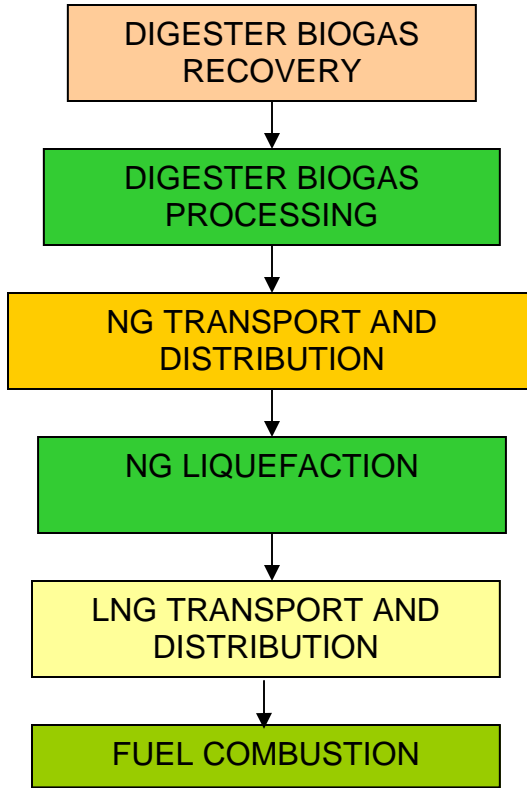 DIGESTER BIOGAS
RECOVERY
DIGESTER BIOGAS
PROCESSING
NG TRANSPORT AND
DISTRIBUTION
NG LIQUEFACTION
LNG TRANSPORT AND
DISTRIBUTION
FUEL COMBUSTION